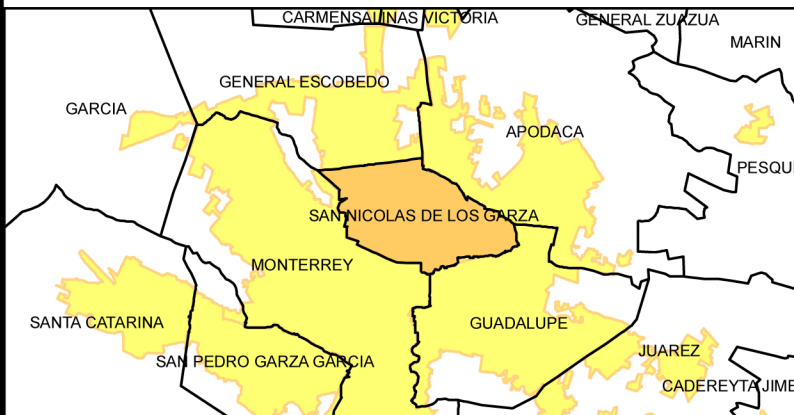 CARMEN
SALINAS VICTORIA
GENERAL ZUAZUA
MARIN
GENERAL ESCOBEDO
GARCIA
APODACA
PESQU
SAN NICOLAS DE LOS GARZA
MONTERREY
SANTA CATARINA
GUADALUPE
JUAREZ
SAN PEDRO GARZA GARCIA
CADEREYTA JIME